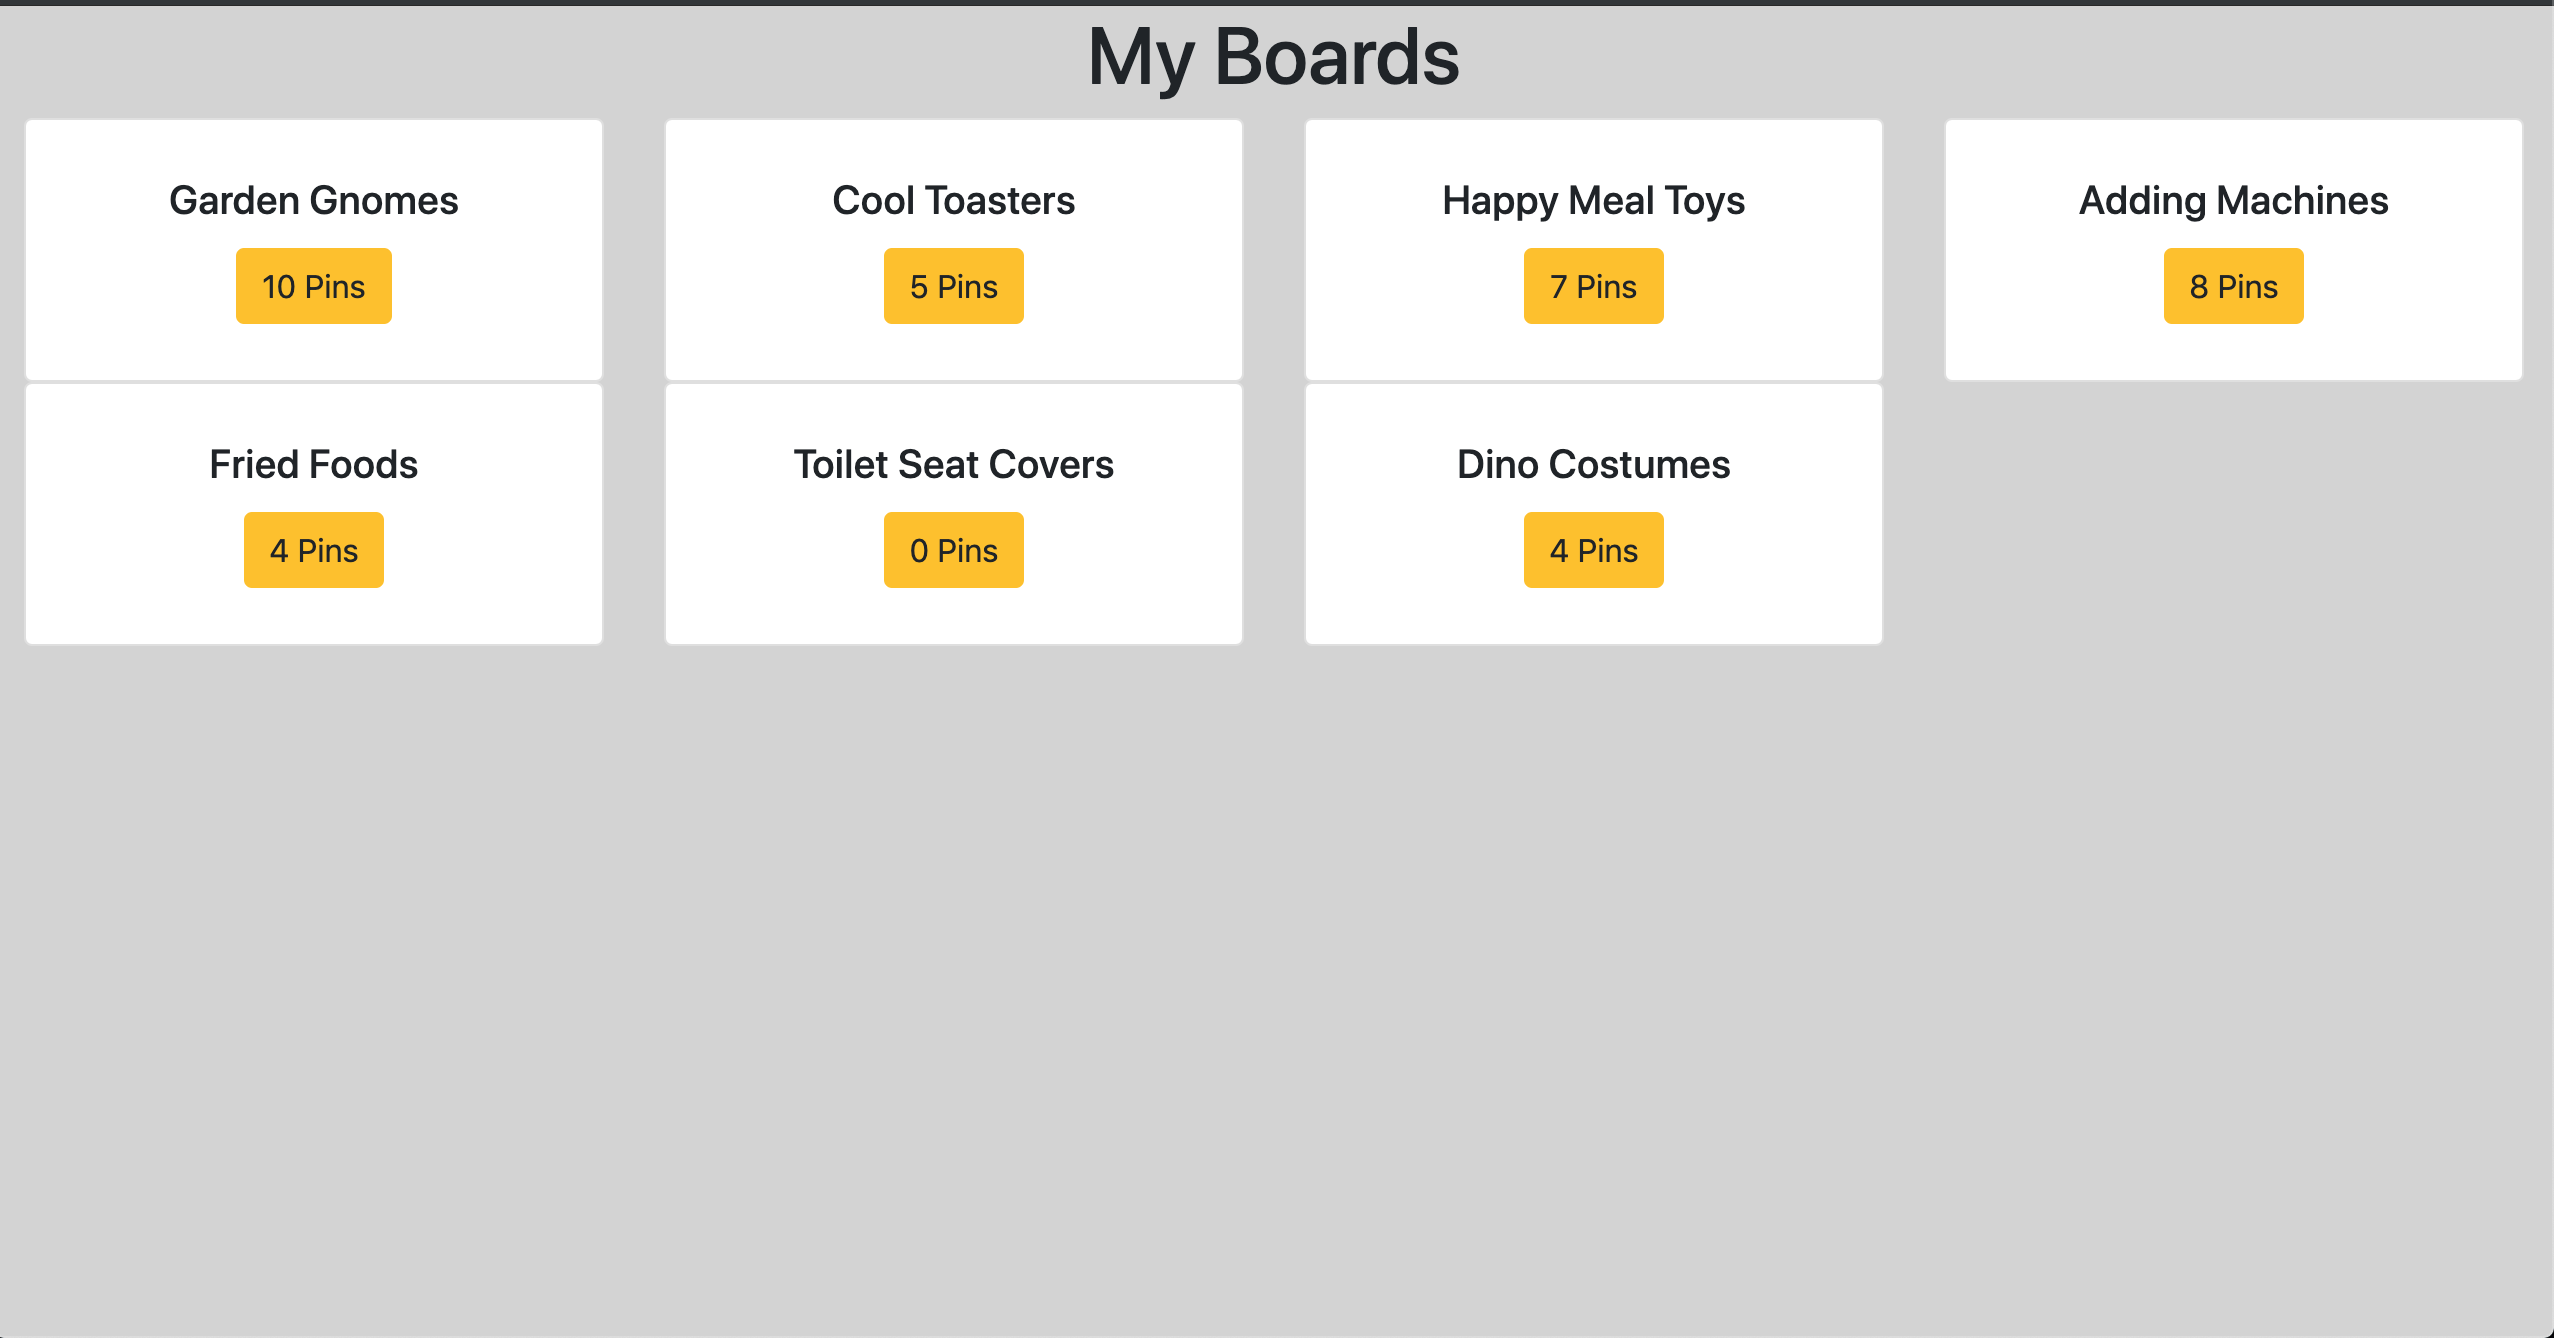 My Boards
Garden Gnomes
10 Pins
Cool Toasters
5 Pins
Happy Meal Toys
7 Pins
Adding Machines
8 Pins
Fried Foods
4 Pins
Toilet Seat Covers
0 Pins
Dino Costumes
4 Pins